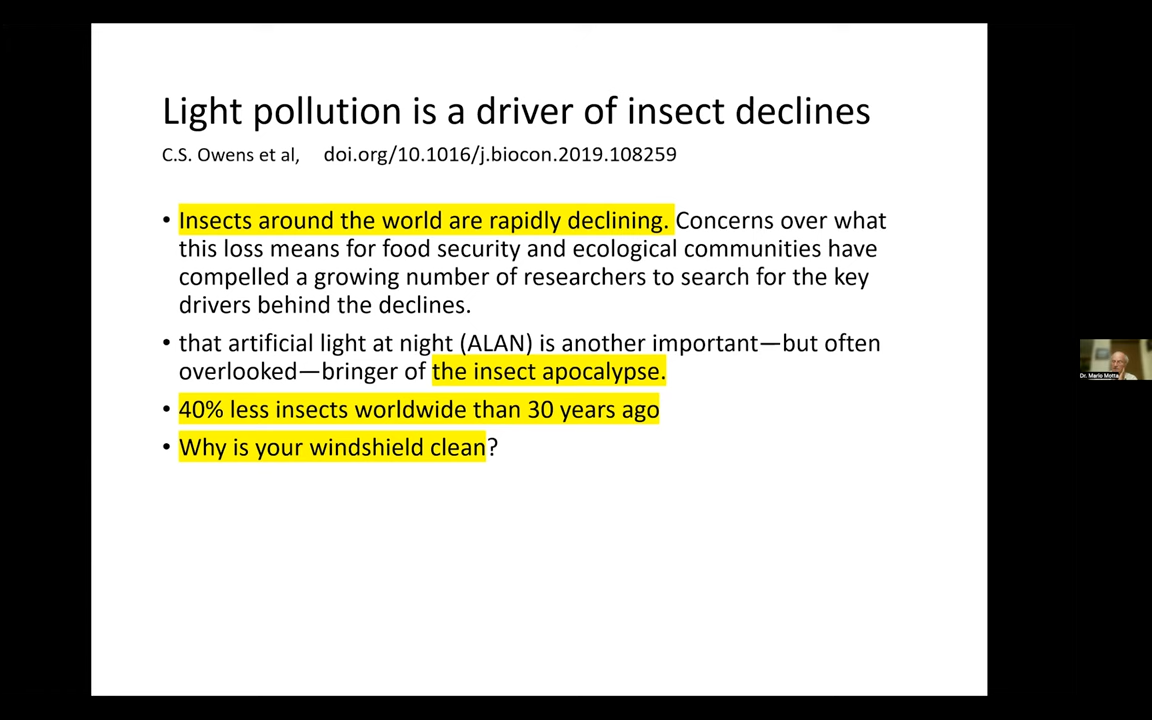 Light pollution is a driver of insect declines
C.S. Owens et al, doi.org/10.1016/j.biocon.2019.108259
• Insects around the world are rapidly declining. Concerns over what
this loss means for food security and ecological communities have
compelled a growing number of researchers to search for the key
drivers behind the declines.
• that artificial light at night (ALAN) is another important—but often
overlooked—bringer of the insect apocalypse.
• 40% less insects worldwide than 30 years ago
• Why is your windshield clean?
Dr. Mario Motta